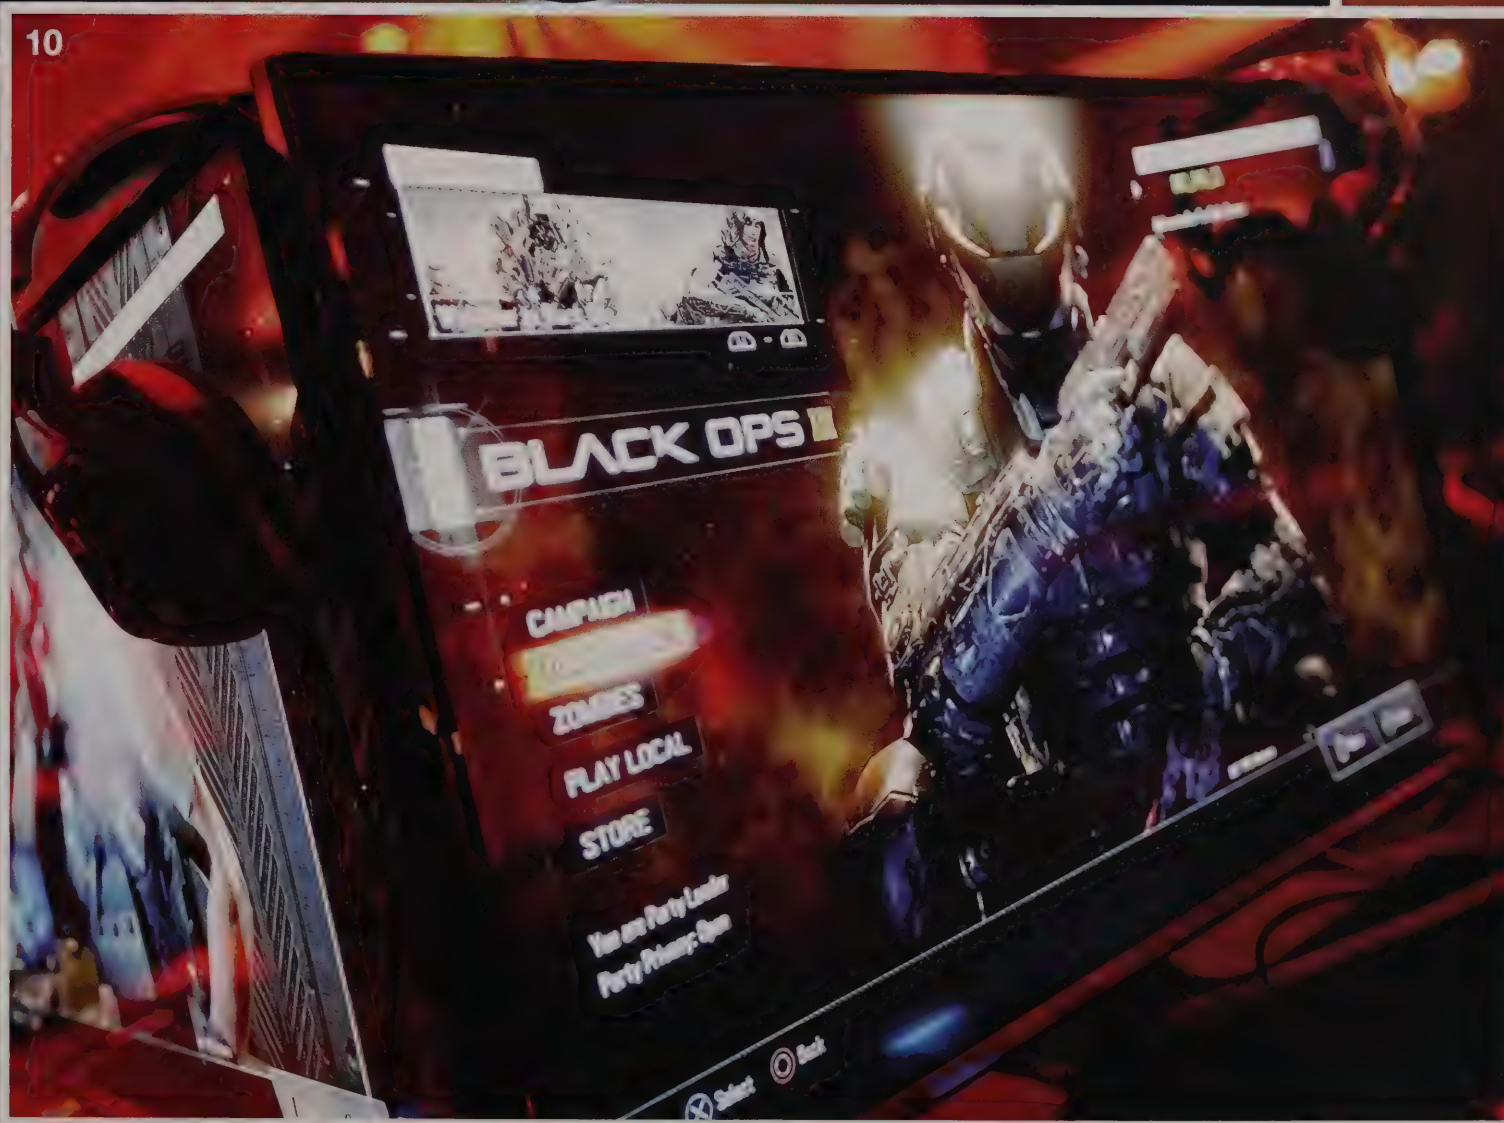 10
BLACK OPS
CAMPAIGN
ZOMBIES
PLAY LOCAL
STORE
You are Party Leader
Party Privacy: Open
Select
Back